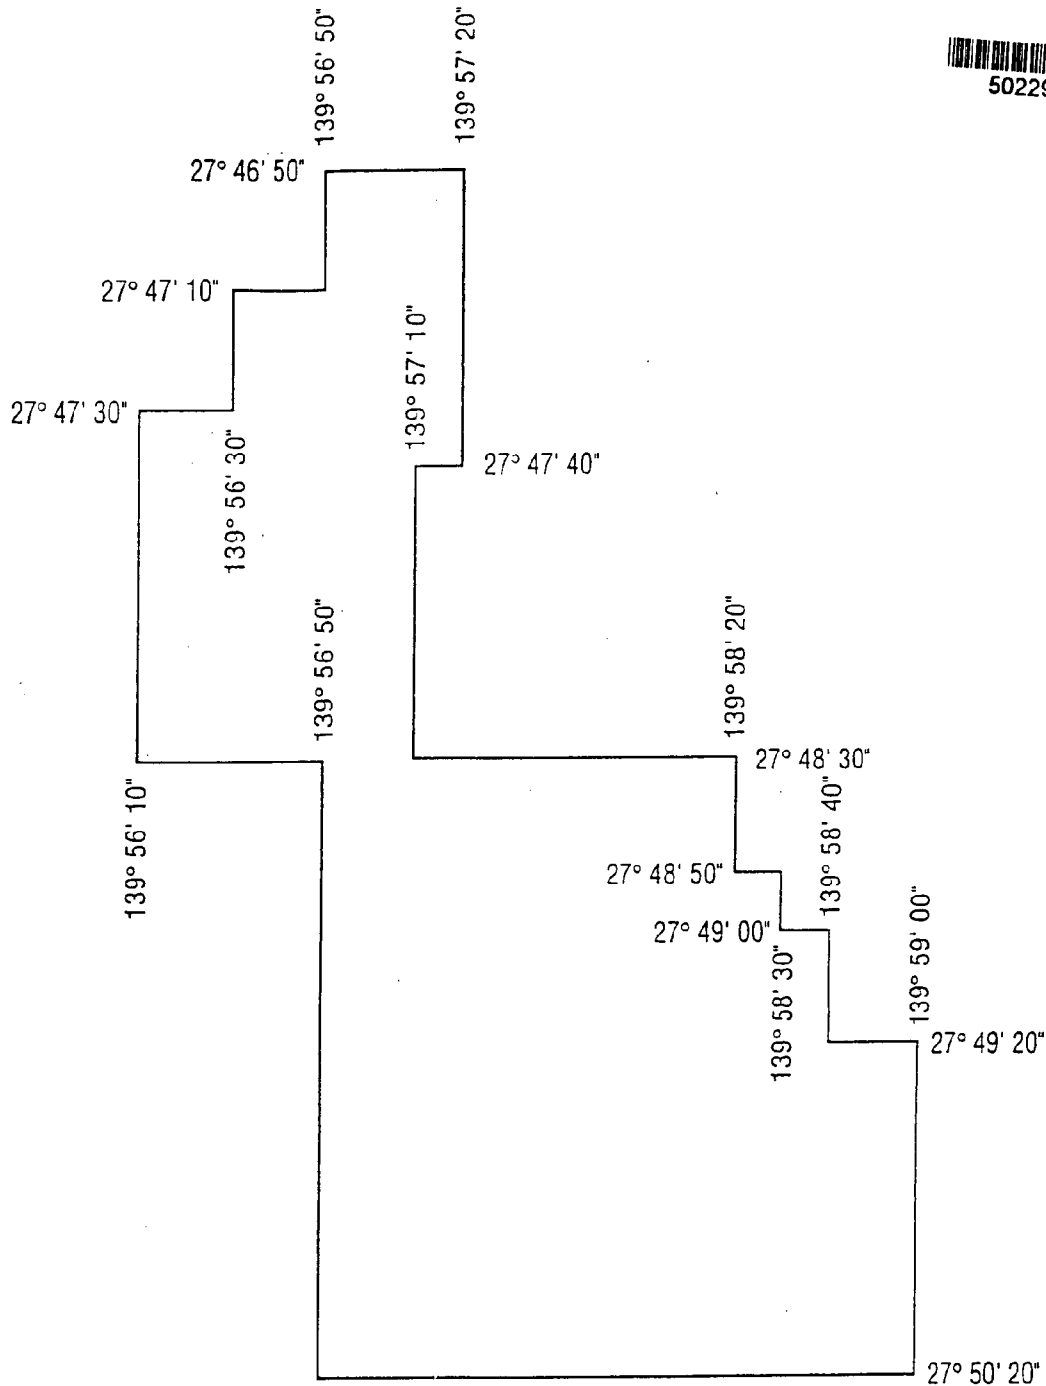 139° 56' 50"
139° 57' 20"
50229
27° 46' 50"
27° 47' 10"
139° 57' 10"
27° 47' 30"
139° 56' 30"
27° 47' 40"
139° 56' 50"
139° 58' 20"
27° 48' 30"
139° 56' 10"
139° 58' 40"
27° 48' 50"
139° 59' 00"
27° 49' 00"
139° 58' 30"
27° 49' 20"
27° 50' 20"